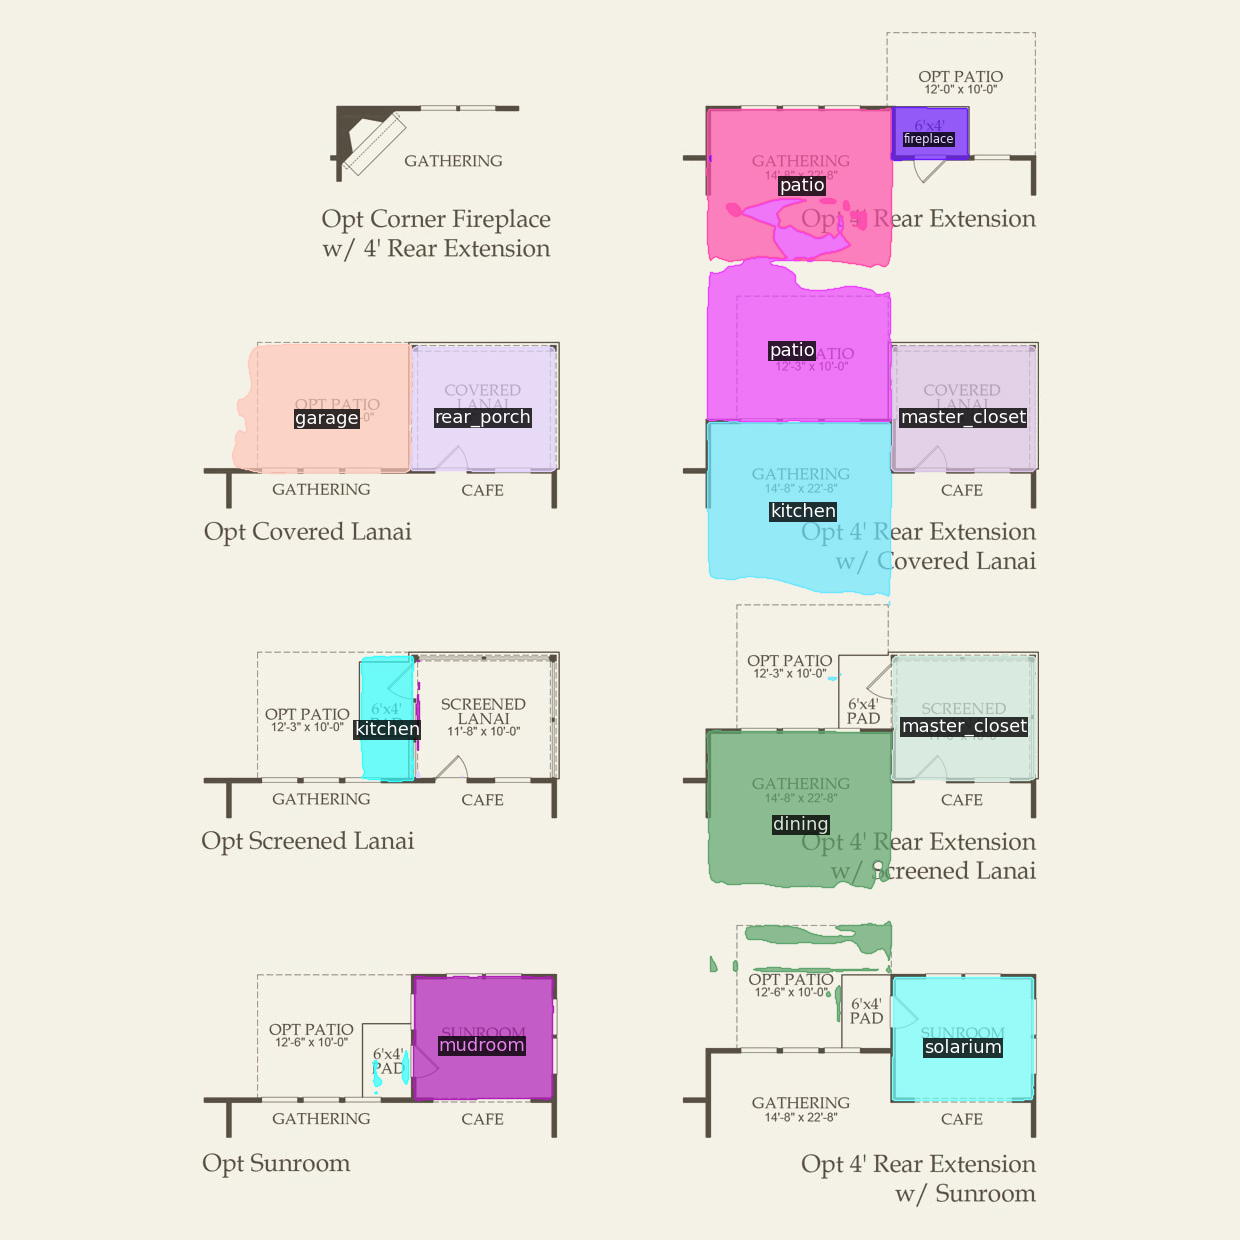 GATHERING
Opt Corner Fireplace
w/ 4' Rear Extension
OPT PATIO
12'-0" x 10'-0"
6'x4'
fireplace
GATHERING
14'-8" x 22'-8"
patio
Opt 4' Rear Extension
OPT PATIO
garage
COVERED
LANAI
rear_porch
GATHERING
CAFE
Opt Covered Lanai
patio
PATIO
12'-3" x 10'-0"
COVERED
LANAI
master_closet
GATHERING
14'-8" x 22'-8"
kitchen
CAFE
Opt 4' Rear Extension
w/ Covered Lanai
OPT PATIO
12'-3" x 10'-0"
6'x4'
PAD
kitchen
SCREENED
LANAI
11'-8" x 10'-0"
GATHERING
CAFE
Opt Screened Lanai
OPT PATIO
12'-3" x 10'-0"
6'x4'
PAD
SCREENED
master_closet
GATHERING
14'-8" x 22'-8"
dining
CAFE
Opt 4' Rear Extension
w/ Screened Lanai
OPT PATIO
12'-6" x 10'-0"
6'x4'
PAD
SUNROOM
mudroom
GATHERING
CAFE
Opt Sunroom
OPT PATIO
12'-6" x 10'-0"
6'x4'
PAD
SUNROOM
solarium
GATHERING
14'-8" x 22'-8"
CAFE
Opt 4' Rear Extension
w/ Sunroom